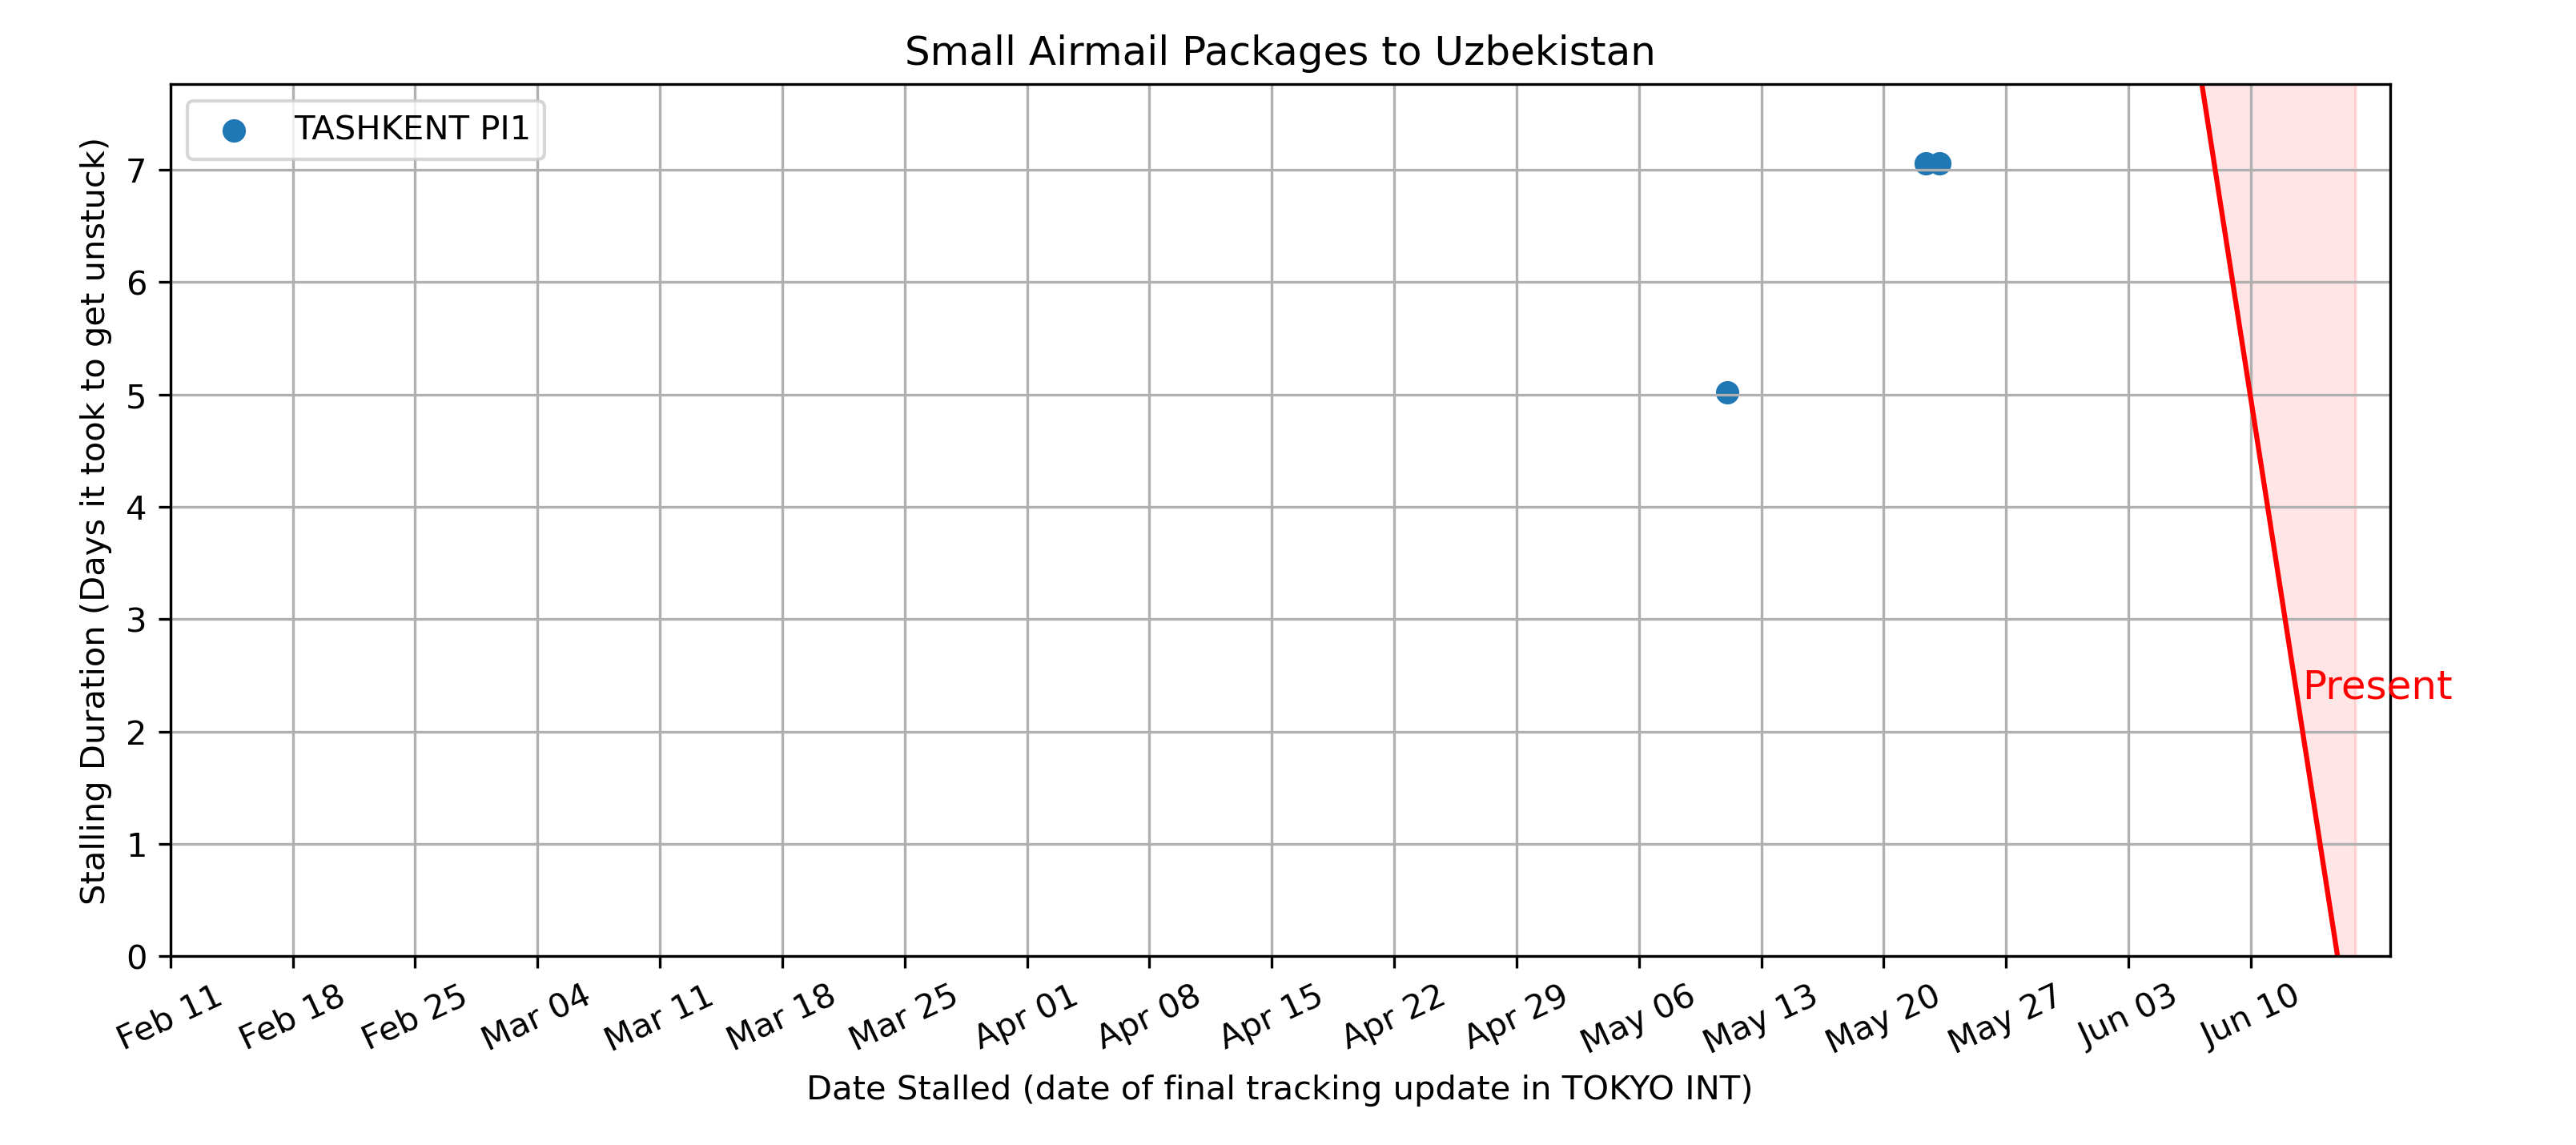 Small Airmail Packages to Uzbekistan
TASHKENT PI1
Stalling Duration (Days it took to get unstuck)
7
6
5
4
3
2
1
0
Present
Feb 11
Feb 18
Feb 25
Mar 04
Mar 11
Mar 18
Mar 25
Apr 01
Apr 08
Apr 15
Apr 22
Apr 29
May 06
May 13
May 20
May 27
Jun 03
Jun 10
Date Stalled (date of final tracking update in TOKYO INT)